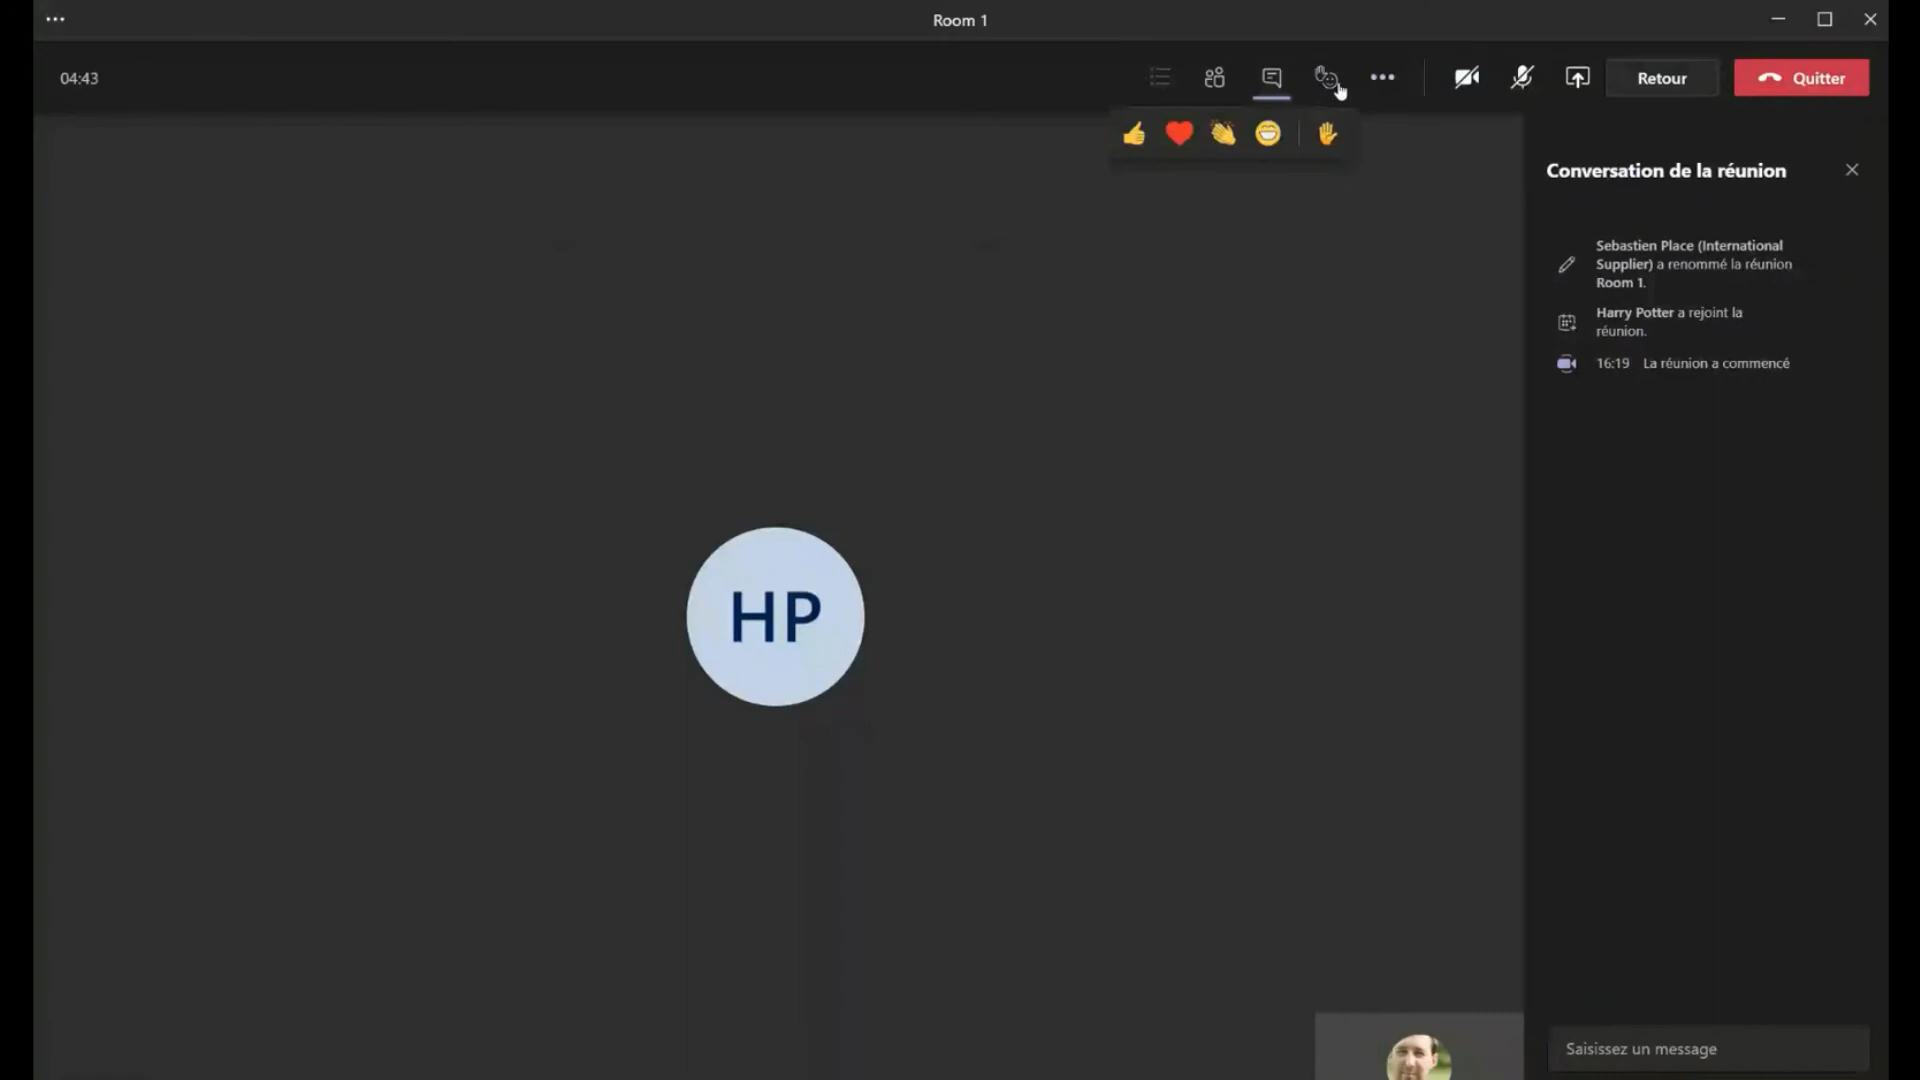 Room 1
04:43
Retour
Quitter
Conversation de la réunion
Sebastien Place (International
Supplier) a renommé la réunion
Room 1.
Harry Potter a rejoint la
réunion.
16:19 La réunion a commencé
HP
Saisissez un message